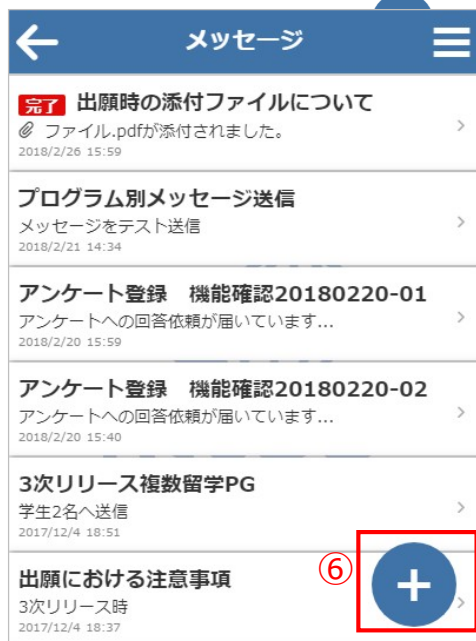 メッセージ
完了 出願時の添付ファイルについて
ファイル.pdfが添付されました。
2018/2/26 15:59
プログラム別メッセージ送信
メッセージをテスト送信
2018/2/21 14:34
アンケート登録　機能確認20180220-01
アンケートへの回答依頼が届いています...
2018/2/20 15:59
アンケート登録　機能確認20180220-02
アンケートへの回答依頼が届いています...
2018/2/20 15:40
3次リリース複数留学PG
学生2名へ送信
2017/12/4 18:51
⑥
出願における注意事項
3次リリース時
2017/12/4 18:37